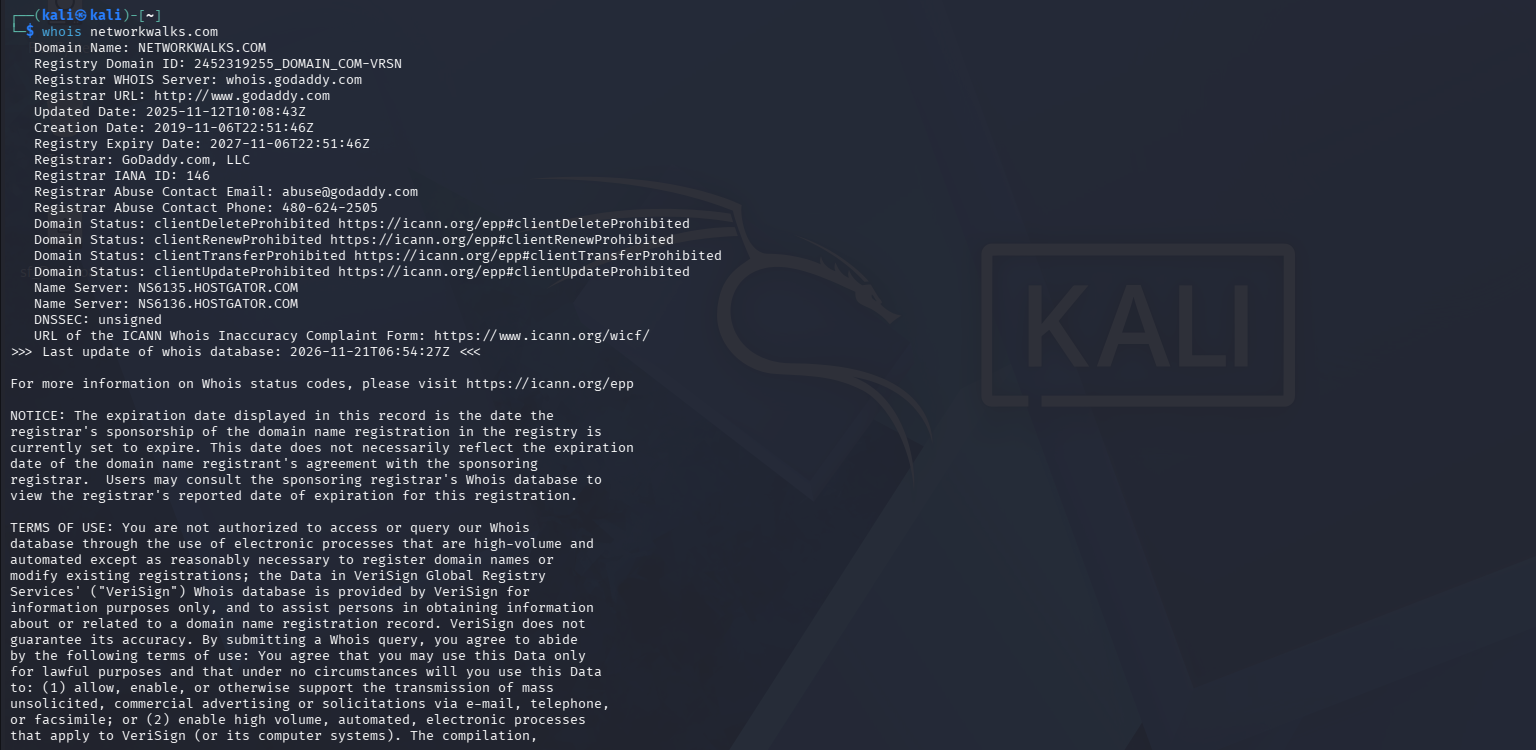 ┌──(kali㉿kali)-[~]
└─$ whois networkwalks.com
   Domain Name: NETWORKWALKS.COM
   Registry Domain ID: 2452319255_DOMAIN_COM-VRSN
   Registrar WHOIS Server: whois.godaddy.com
   Registrar URL: http://www.godaddy.com
   Updated Date: 2025-11-12T10:08:43Z
   Creation Date: 2019-11-06T22:51:46Z
   Registry Expiry Date: 2027-11-06T22:51:46Z
   Registrar: GoDaddy.com, LLC
   Registrar IANA ID: 146
   Registrar Abuse Contact Email: abuse@godaddy.com
   Registrar Abuse Contact Phone: 480-624-2505
   Domain Status: clientDeleteProhibited https://icann.org/epp#clientDeleteProhibited
   Domain Status: clientRenewProhibited https://icann.org/epp#clientRenewProhibited
   Domain Status: clientTransferProhibited https://icann.org/epp#clientTransferProhibited
   Domain Status: clientUpdateProhibited https://icann.org/epp#clientUpdateProhibited
   Name Server: NS6135.HOSTGATOR.COM
   Name Server: NS6136.HOSTGATOR.COM
   DNSSEC: unsigned
   URL of the ICANN Whois Inaccuracy Complaint Form: https://www.icann.org/wicf/
>>> Last update of whois database: 2026-11-21T06:54:27Z <<<

For more information on Whois status codes, please visit https://icann.org/epp

NOTICE: The expiration date displayed in this record is the date the
registrar's sponsorship of the domain name registration in the registry is
currently set to expire. This date does not necessarily reflect the expiration
date of the domain name registrant's agreement with the sponsoring
registrar.  Users may consult the sponsoring registrar's Whois database to
view the registrar's reported date of expiration for this registration.

TERMS OF USE: You are not authorized to access or query our Whois
database through the use of electronic processes that are high-volume and
automated except as reasonably necessary to register domain names or
modify existing registrations; the Data in VeriSign Global Registry
Services' ("VeriSign") Whois database is provided by VeriSign for
information purposes only, and to assist persons in obtaining information
about or related to a domain name registration record. VeriSign does not
guarantee its accuracy. By submitting a Whois query, you agree to abide
by the following terms of use: You agree that you may use this Data only
for lawful purposes and that under no circumstances will you use this Data
to: (1) allow, enable, or otherwise support the transmission of mass
unsolicited, commercial advertising or solicitations via e-mail, telephone,
or facsimile; or (2) enable high volume, automated, electronic processes
that apply to VeriSign (or its computer systems). The compilation,
KALI